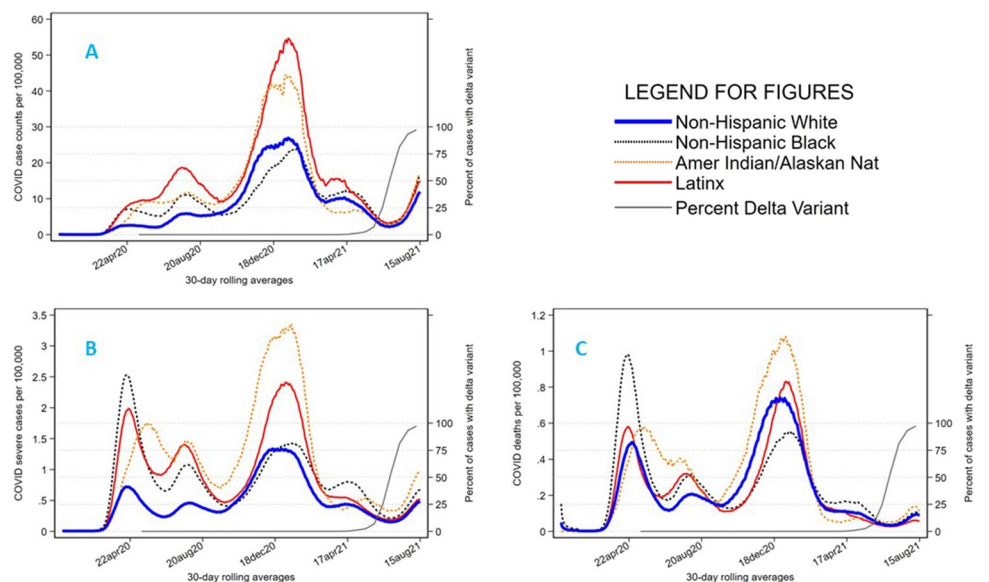 A
COVID case counts per 100,000
60
50
40
30
20
10
0
100
75
50
25
0
Percent of cases with delta variant
22apr20
20aug20
18dec20
17apr21
15aug21
30-day rolling averages
LEGEND FOR FIGURES
Non-Hispanic White
Non-Hispanic Black
Amer Indian/Alaskan Nat
Latinx
Percent Delta Variant
B
COVID severe cases per 100,000
3.5
3
2.5
2
1.5
1
.5
0
100
75
50
25
0
Percent of cases with delta variant
22apr20
20aug20
18dec20
17apr21
15aug21
30-day rolling averages
C
COVID deaths per 100,000
1.2
1
.8
.6
.4
.2
0
100
75
50
25
0
Percent of cases with delta variant
22apr20
20aug20
18dec20
17apr21
15aug21
30-day rolling averages